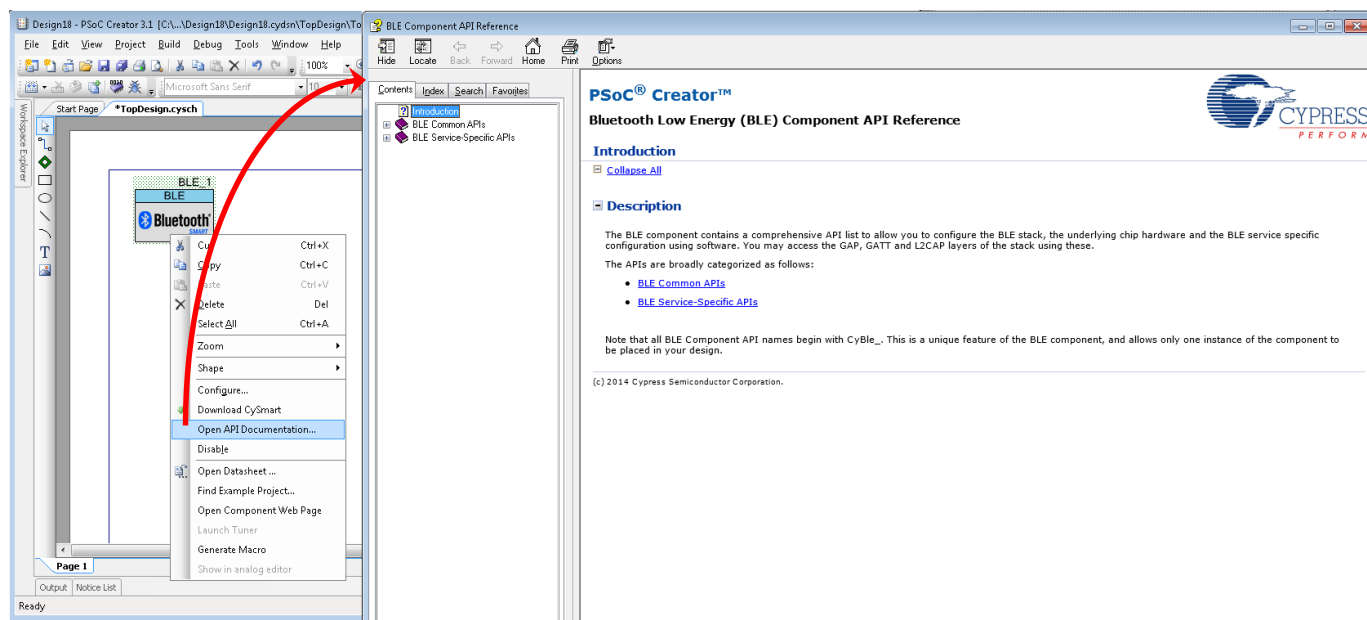 Design18 - PSoC Creator 3.1 [C:\...\Design18\Design18.cydsn\TopDesign\To
File Edit View Project Build Debug Tools Window Help
100%
Microsoft Sans Serif 10
Workspace Explorer
Start Page *TopDesign.cysch
BLE_1
BLE
Bluetooth
SMART
Cu Ctrl+X
Copy Ctrl+C
Paste Ctrl+V
Delete Del
Select All Ctrl+A
Zoom
Shape
Configure...
Download CySmart
Open API Documentation...
Disable
Open Datasheet ...
Find Example Project...
Open Component Web Page
Launch Tuner
Generate Macro
Show in analog editor
Page 1
Output Notice List
Ready
BLE Component API Reference
Hide Locate Back Forward Home Print Options
Contents Index Search Favorites
Introduction
BLE Common APIs
BLE Service-Specific APIs
PSoC® Creator™
Bluetooth Low Energy (BLE) Component API Reference
CYPRESS
PERFORM
Introduction
Collapse All
Description
The BLE component contains a comprehensive API list to allow you to configure the BLE stack, the underlying chip hardware and the BLE service specific
configuration using software. You may access the GAP, GATT and L2CAP layers of the stack using these.
The APIs are broadly categorized as follows:
• BLE Common APIs
• BLE Service-Specific APIs
Note that all BLE Component API names begin with CyBle_. This is a unique feature of the BLE component, and allows only one instance of the component to
be placed in your design.
(c) 2014 Cypress Semiconductor Corporation.